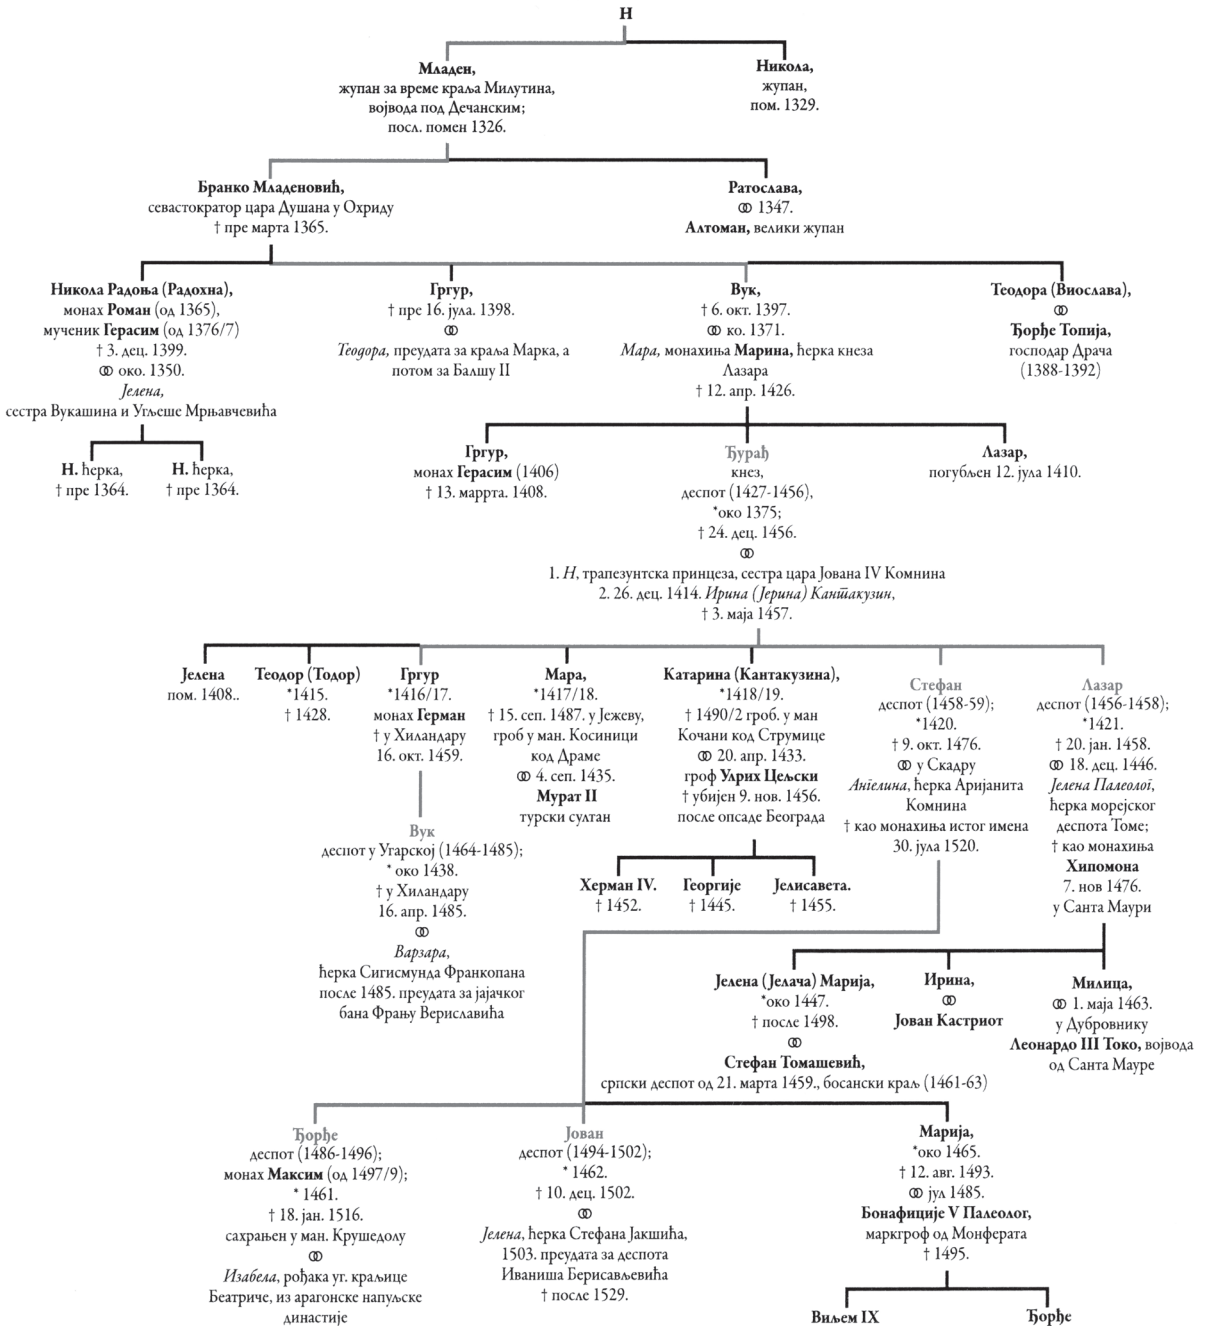 Н
Младен,
жупан за време краља Милутина,
војвода под Дечанским;
посл. помен 1326.
Никола,
жупан,
пом. 1329.
Бранко Младеновић,
севастократор цара Душана у Охриду
† пре марта 1365.
Ратослава,
⚭ 1347.
Алтоман, велики жупан
Никола Радоња (Радохна),
монах Роман (од 1365),
мученик Герасим (од 1376/7)
† 3. дец. 1399.
⚭ око. 1350.
Јелена,
сестра Вукашина и Угљеше Мрњавчевића
Гргур,
† пре 16. јула. 1398.
⚭
Теодора, преудата за краља Марка, а
потом за Балшу II
Вук,
† 6. окт. 1397.
⚭ ко. 1371.
Мара, монахиња Марина, ћерка кнеза
Лазара
† 12. апр. 1426.
Теодора (Виослава),
⚭
Ђорђе Топија,
господар Драча
(1388-1392)
Н. ћерка,
† пре 1364.
Н. ћерка,
† пре 1364.
Гргур,
монах Герасим (1406)
† 13. маррта. 1408.
Ђурађ
кнез,
деспот (1427-1456),
*око 1375;
† 24. дец. 1456.
⚭
1. Н, трапезунтска принцеза, сестра цара Јована IV Комнина
2. 26. дец. 1414. Ирина (Јерина) Кантакузин,
† 3. маја 1457.
Лазар,
погубљен 12. јула 1410.
Јелена
пом. 1408..
Теодор (Тодор)
*1415.
† 1428.
Гргур
*1416/17.
монах Герман
† у Хиландару
16. окт. 1459.
Мара,
*1417/18.
† 15. сеп. 1487. у Јежеву,
гроб у ман. Косиници
код Драме
⚭ 4. сеп. 1435.
Мурат II
турски султан
Катарина (Кантакузина),
*1418/19.
† 1490/2 гроб. у ман
Кочани код Струмице
⚭ 20. апр. 1433.
гроф Улрих Цељски
† убијен 9. нов. 1456.
после опсаде Београда
Стефан
деспот (1458-59);
*1420.
† 9. окт. 1476.
⚭ у Скадру
Ангелина, ћерка Аријанита
Комнина
† као монахиња истог имена
30. јула 1520.
Лазар
деспот (1456-1458);
*1421.
† 20. јан. 1458.
⚭ 18. дец. 1446.
Јелена Палеолог,
ћерка морејског
деспота Томе;
† као монахиња
Хипомона
7. нов 1476.
у Санта Маури
Вук
деспот у Угарској (1464-1485);
* око 1438.
† у Хиландару
16. апр. 1485.
⚭
Варзара,
ћерка Сигисмунда Франкопана
после 1485. преудата за јајачког
бана Фрању Вериславића
Херман IV.
† 1452.
Георгије
† 1445.
Јелисавета.
† 1455.
Јелена (Јелача) Марија,
*око 1447.
† после 1498.
⚭
Стефан Томашевић,
српски деспот од 21. марта 1459., босански краљ (1461-63)
Ирина,
⚭
Јован Кастриот
Милица,
⚭ 1. маја 1463.
у Дубровнику
Леонардо III Токо, војвода
од Санта Мауре
Ђорђе
деспот (1486-1496);
монах Максим (од 1497/9);
* 1461.
† 18. јан. 1516.
сахрањен у ман. Крушедолу
⚭
Изабела, рођака уг. краљице
Беатриче, из арагонске напуљске
династије
Јован
деспот (1494-1502);
* 1462.
† 10. дец. 1502.
⚭
Јелена, ћерка Стефана Јакшића,
1503. преудата за деспота
Иваниша Берисављевића
† после 1529.
Марија,
*око 1465.
† 12. авг. 1493.
⚭ јул 1485.
Бонафиције V Палеолог,
маркгроф од Монферата
† 1495.
Виљем IX
Ђорђе